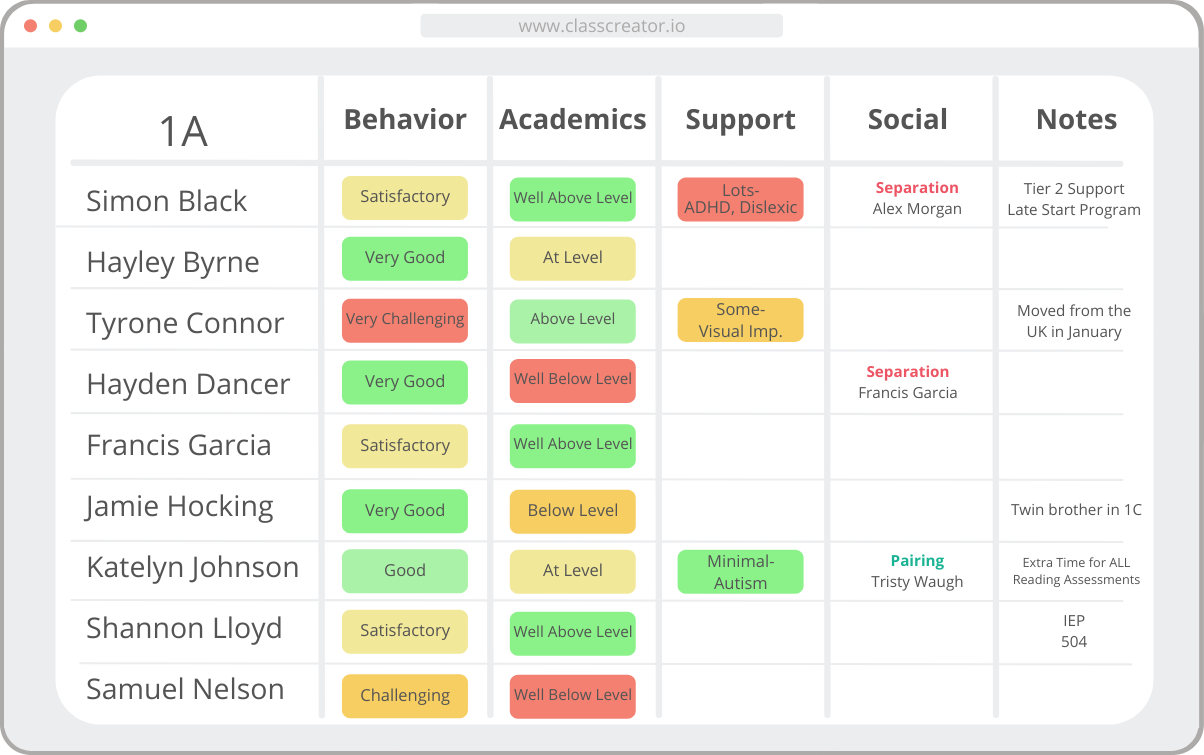 www.classcreator.io
1A
Behavior
Academics
Support
Social
Notes
Simon Black
Satisfactory
Well Above Level
Lots-
ADHD, Dislexic
Separation
Alex Morgan
Tier 2 Support
Late Start Program
Hayley Byrne
Very Good
At Level
Tyrone Connor
Very Challenging
Above Level
Some-
Visual Imp.
Moved from the
UK in January
Hayden Dancer
Very Good
Well Below Level
Separation
Francis Garcia
Francis Garcia
Satisfactory
Well Above Level
Jamie Hocking
Very Good
Below Level
Twin brother in 1C
Katelyn Johnson
Good
At Level
Minimal-
Autism
Pairing
Tristy Waugh
Extra Time for ALL
Reading Assessments
Shannon Lloyd
Satisfactory
Well Above Level
IEP
504
Samuel Nelson
Challenging
Well Below Level